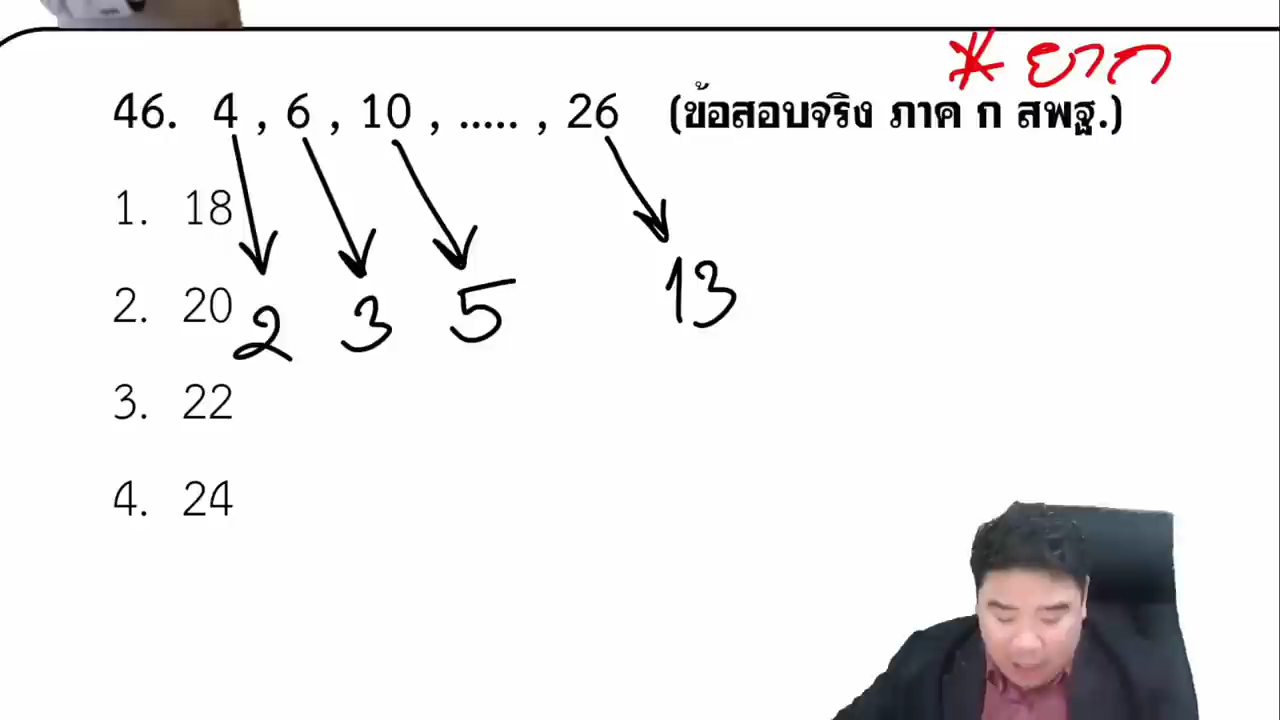 * ยาก
46. 4 , 6 , 10 , ..... , 26 (ข้อสอบจริง ภาค ก สพฐ.)
1. 18
2. 20
2 3 5 13
3. 22
4. 24